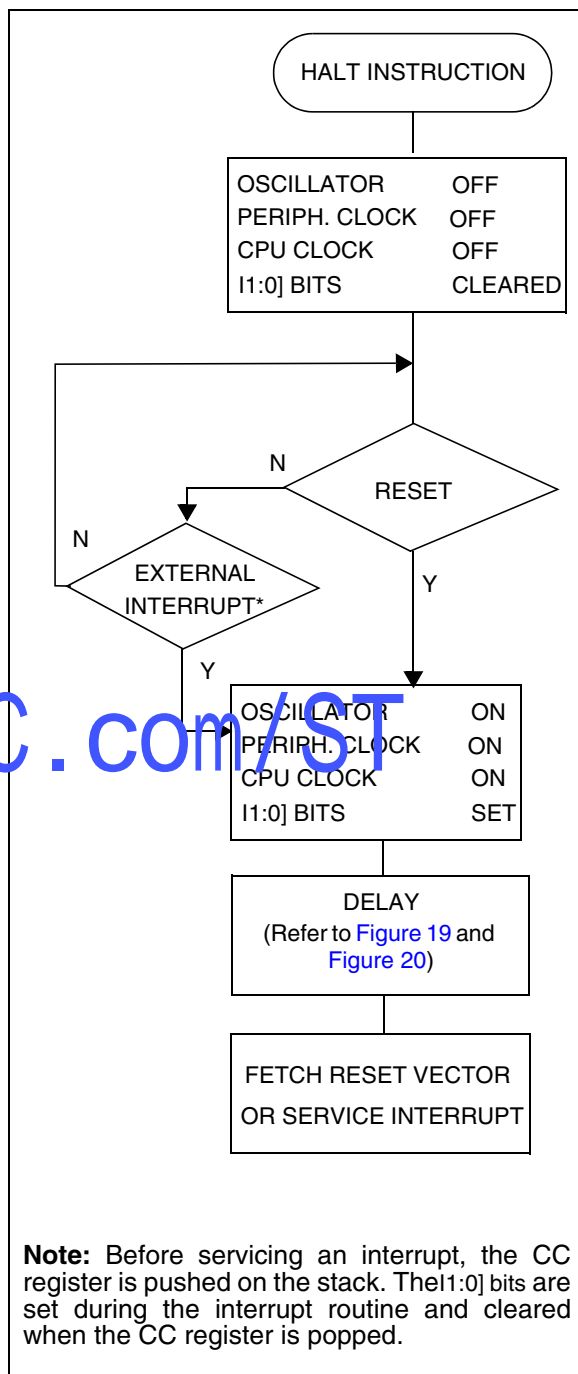 HALT INSTRUCTION
OSCILLATOR OFF
PERIPH. CLOCK OFF
CPU CLOCK OFF
I1:0] BITS CLEARED
N
RESET
N
EXTERNAL
INTERRUPT*
Y
Y
C.com/ST
OSCILLATOR ON
PERIPH. CLOCK ON
CPU CLOCK ON
I1:0] BITS SET
DELAY
(Refer to Figure 19 and
Figure 20)
FETCH RESET VECTOR
OR SERVICE INTERRUPT
Note: Before servicing an interrupt, the CC
register is pushed on the stack. TheI1:0] bits are
set during the interrupt routine and cleared
when the CC register is popped.